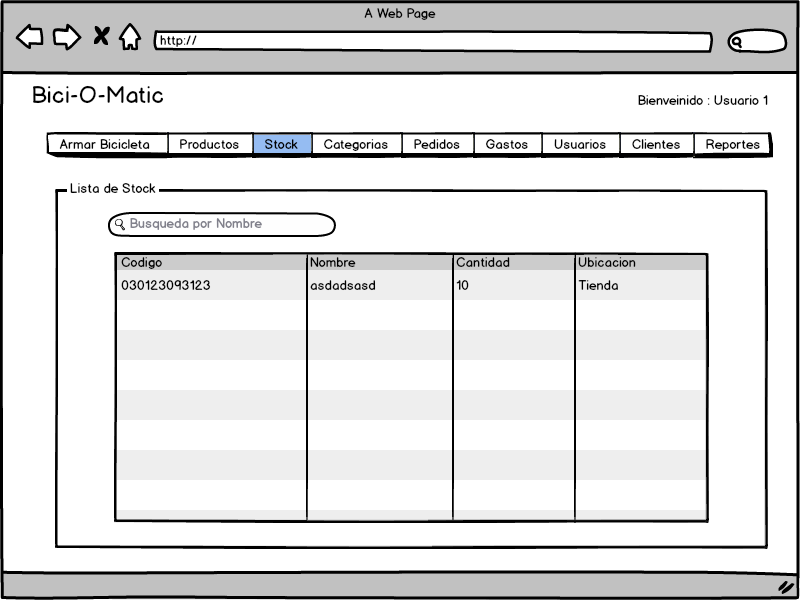 A Web Page
http://
Bici-O-Matic
Bienveinido : Usuario 1
Armar Bicicleta Productos Stock Categorias Pedidos Gastos Usuarios Clientes Reportes
Lista de Stock
Busqueda por Nombre
Codigo Nombre Cantidad Ubicacion
030123093123 asdadsasd 10 Tienda